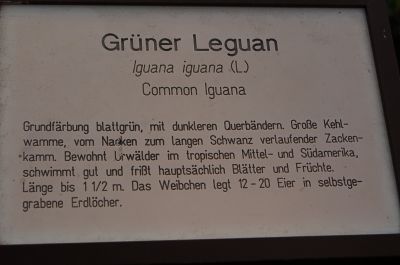 Grüner Leguan
Iguana iguana (L.)
Common Iguana
Grundfärbung blattgrün, mit dunkleren Querbändern. Große Kehl-
wamme, vom Nacken zum langen Schwanz verlaufender Zacken-
kamm. Bewohnt Urwälder im tropischen Mittel- und Südamerika,
schwimmt gut und frißt hauptsächlich Blätter und Früchte.
Länge bis 1 1/2 m. Das Weibchen legt 12-20 Eier in selbstge-
grabene Erdlöcher.